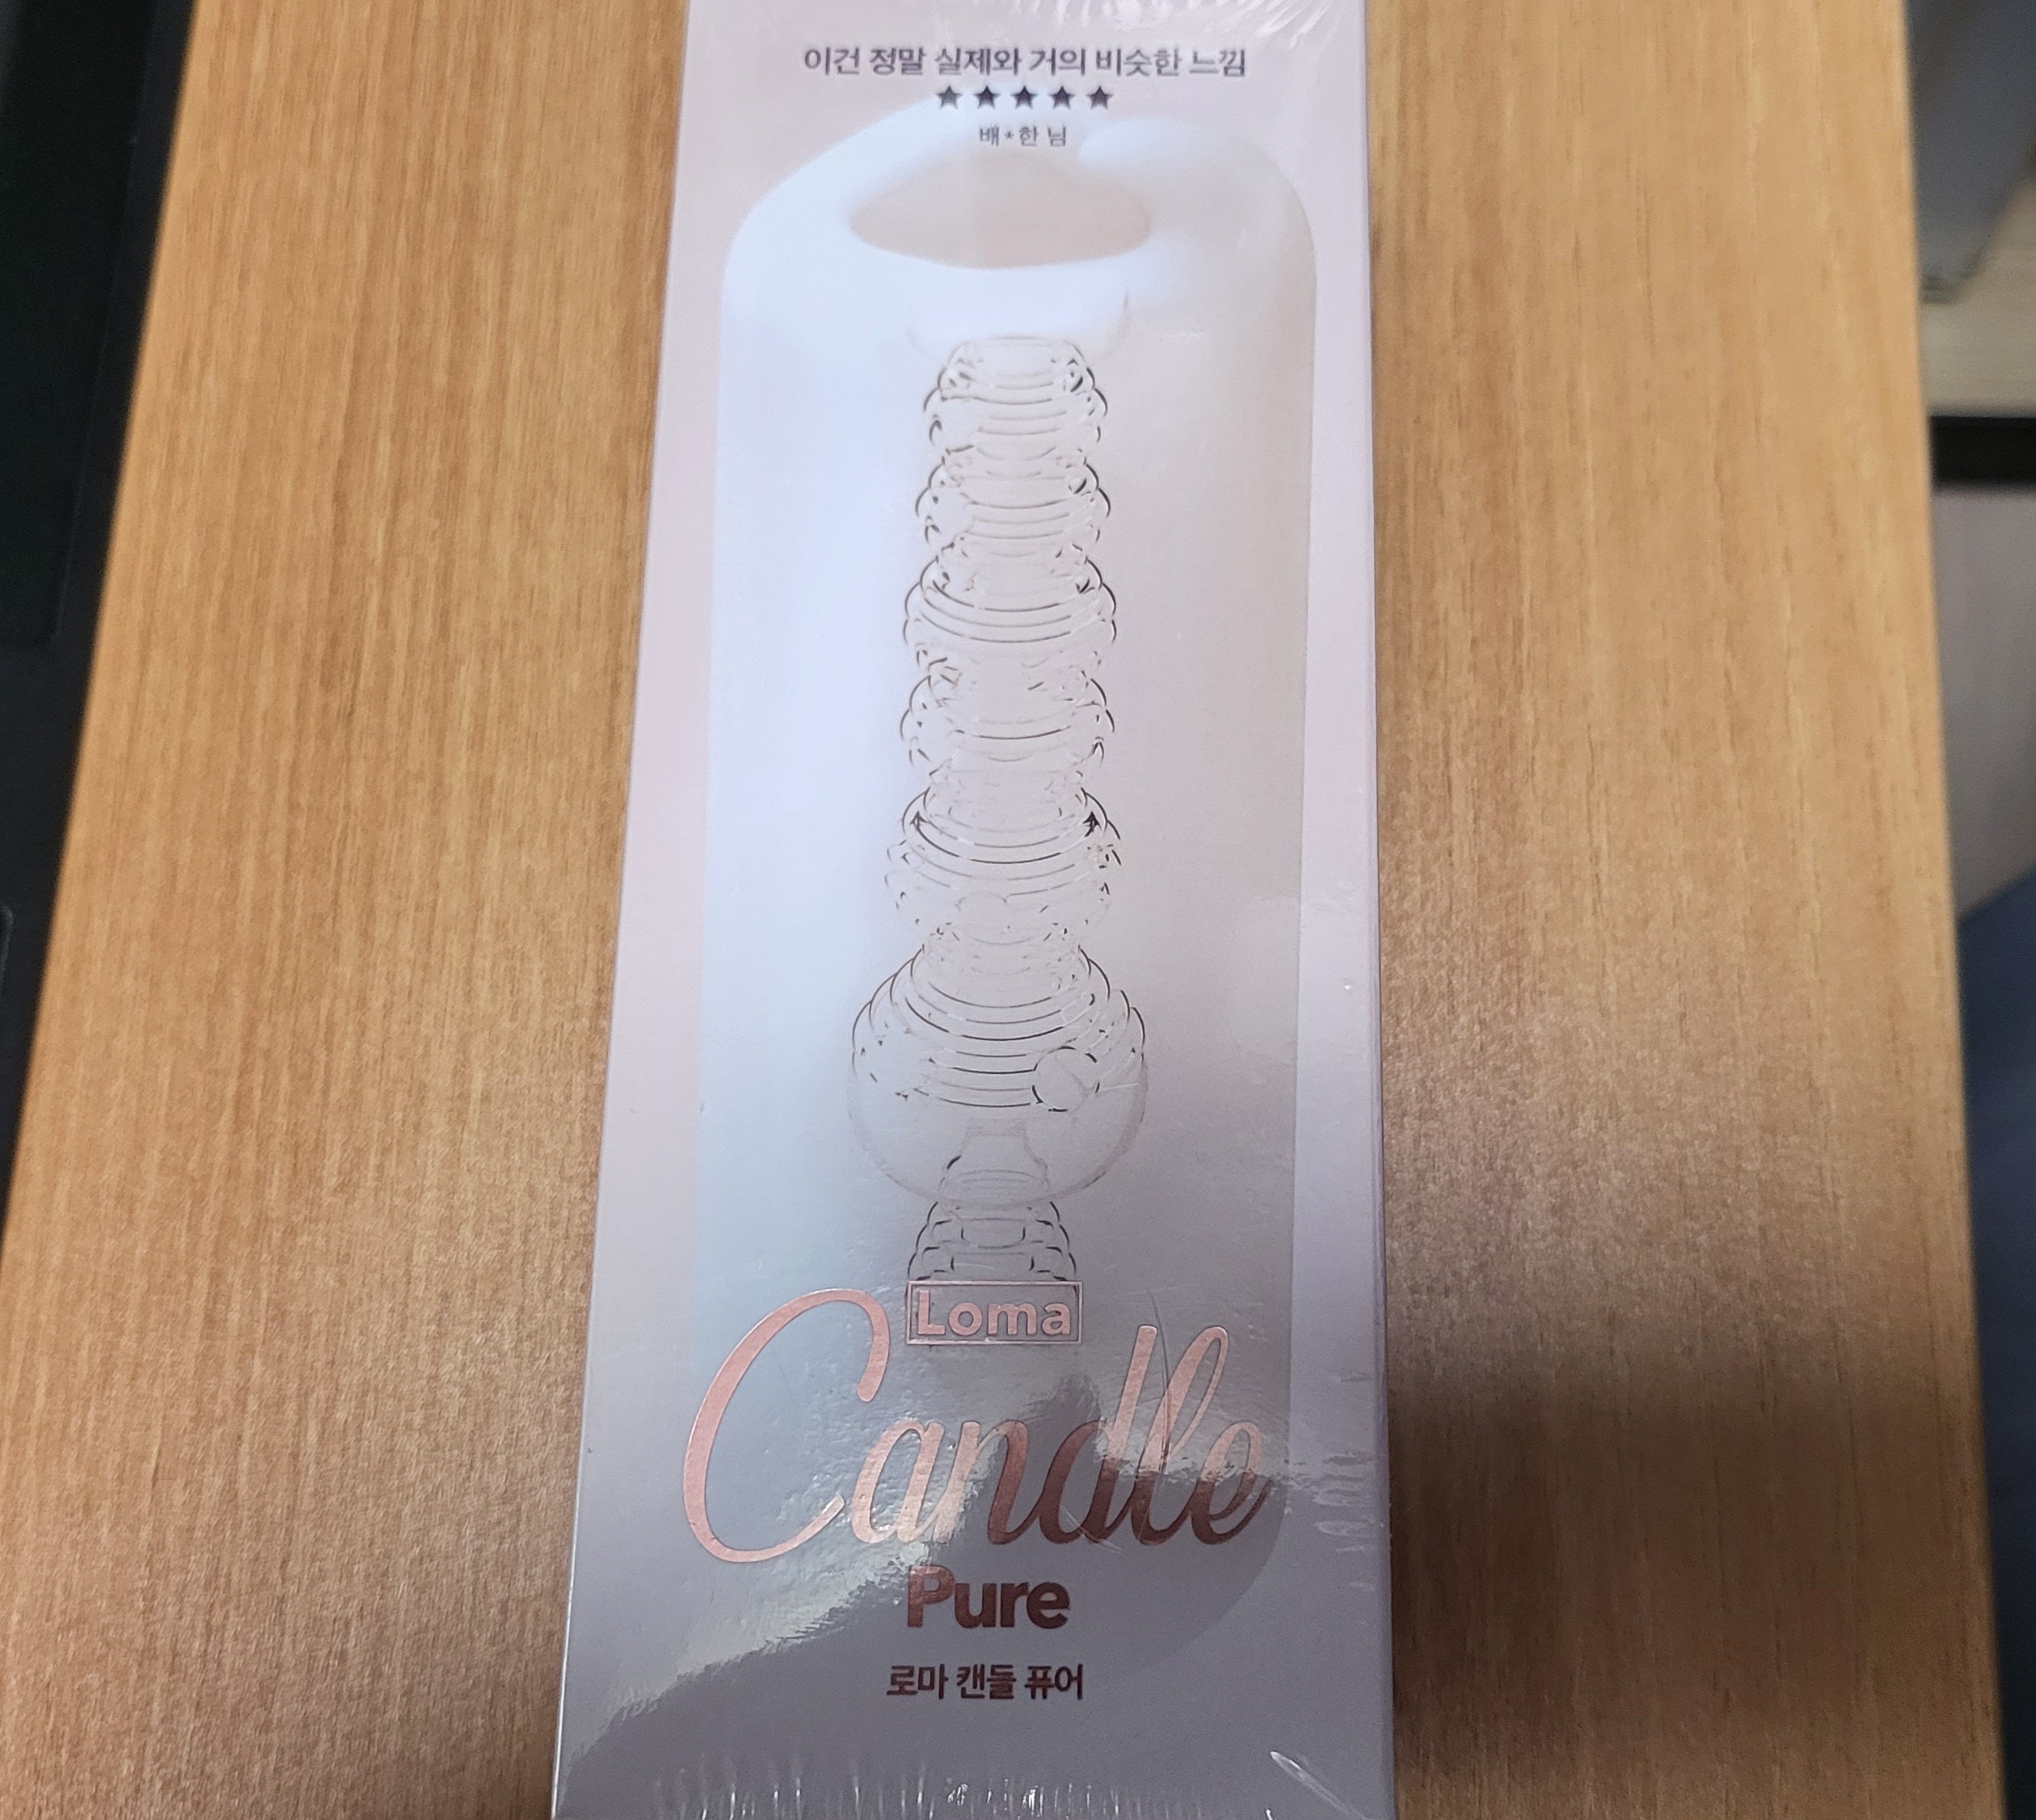 이건 정말 실제와 거의 비슷한 느낌
★★★★★
배*한 님
Loma
Candle
Pure
로마 캔들 퓨어